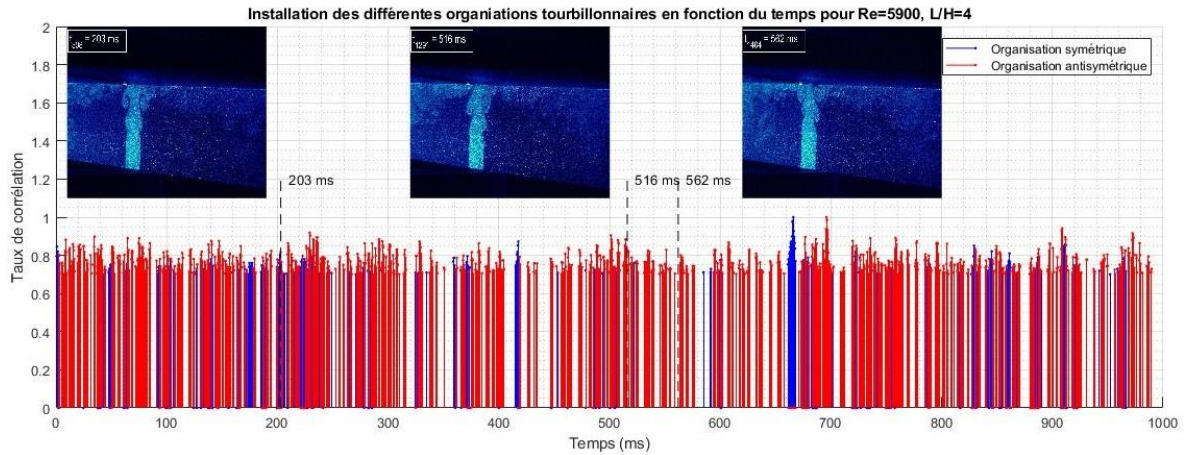 Installation des différentes organiations tourbillonnaires en fonction du temps pour Re=5900, L/H=4
= 203 ms
= 516 ms
= 562 ms
Organisation symétrique
Organisation antisymétrique
203 ms
516 ms
562 ms
Taux de corrélation
2
1.8
1.6
1.4
1.2
1
0.8
0.6
0.4
0.2
0
0 100 200 300 400 500 600 700 800 900 1000
Temps (ms)